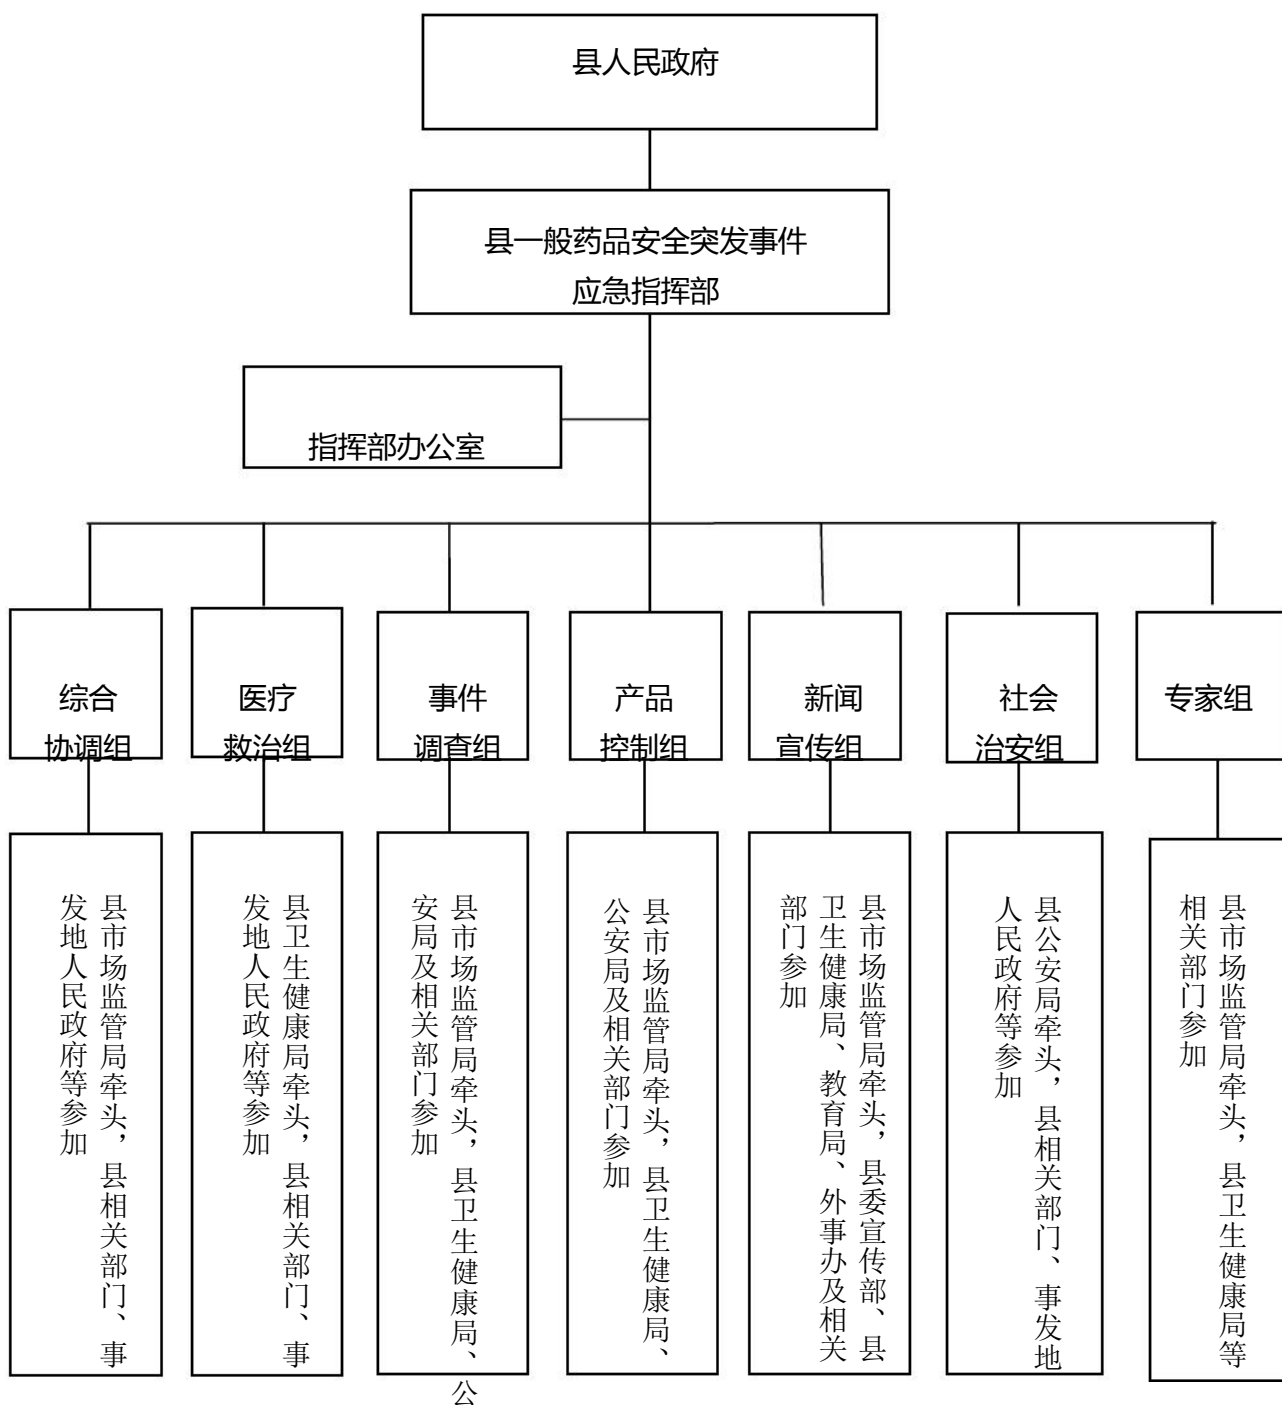 县人民政府
县一般药品安全突发事件
应急指挥部
指挥部办公室
综合
协调组
医疗
救治组
事件
调查组
产品
控制组
新闻
宣传组
社会
治安组
专家组
县市场监管局牵头，县相关部门、事
发地人民政府等参加
县卫生健康局牵头，县相关部门、事
发地人民政府等参加
县市场监管局牵头，县卫生健康局、公
安局及相关部门参加
县市场监管局牵头，县卫生健康局、
公安局及相关部门参加
县市场监管局牵头，县委宣传部、县
卫生健康局、教育局、外事办及相关
部门参加
县公安局牵头，县相关部门、事发地
人民政府等参加
县市场监管局牵头，县卫生健康局等
相关部门参加